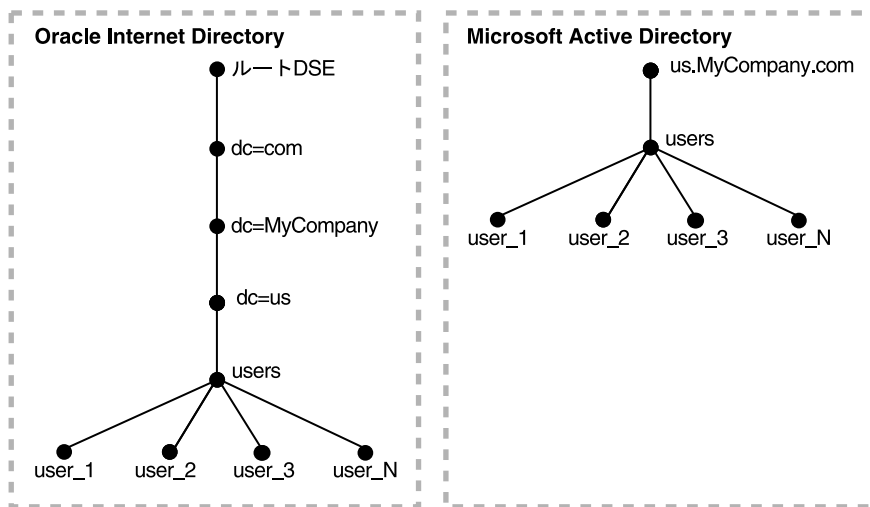 Oracle Internet Directory
ルートDSE
dc=com
dc=MyCompany
dc=us
users
user_1
user_2
user_3
user_N
Microsoft Active Directory
us.MyCompany.com
users
user_1
user_2
user_3
user_N